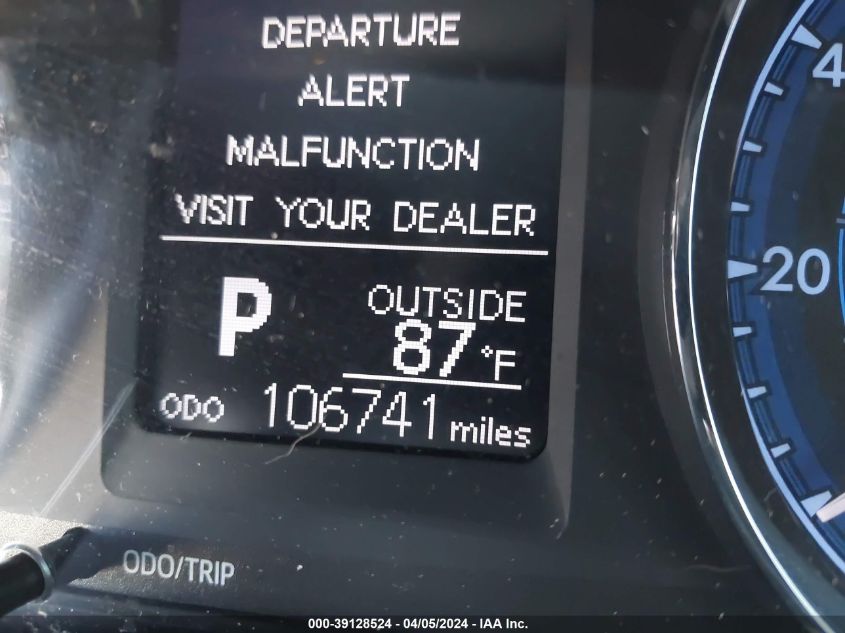 DEPARTURE
ALERT
MALFUNCTION
VISIT YOUR DEALER
P
OUTSIDE
87°F
ODO 106741 miles
ODO/TRIP
4
20
000-39128524 - 04/05/2024 - IAA Inc.